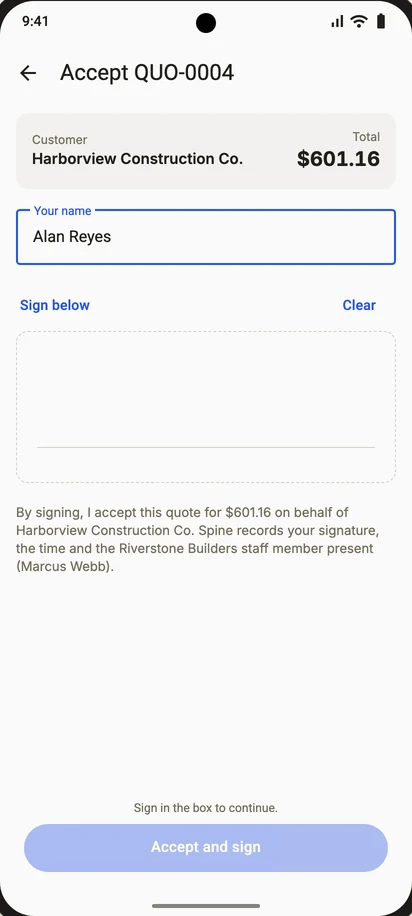 9:41
Accept QUO-0004
Customer
Harborview Construction Co.
Total
$601.16
Your name
Alan Reyes
Sign below
Clear
By signing, I accept this quote for $601.16 on behalf of
Harborview Construction Co. Spine records your signature,
the time and the Riverstone Builders staff member present
(Marcus Webb).
Sign in the box to continue.
Accept and sign